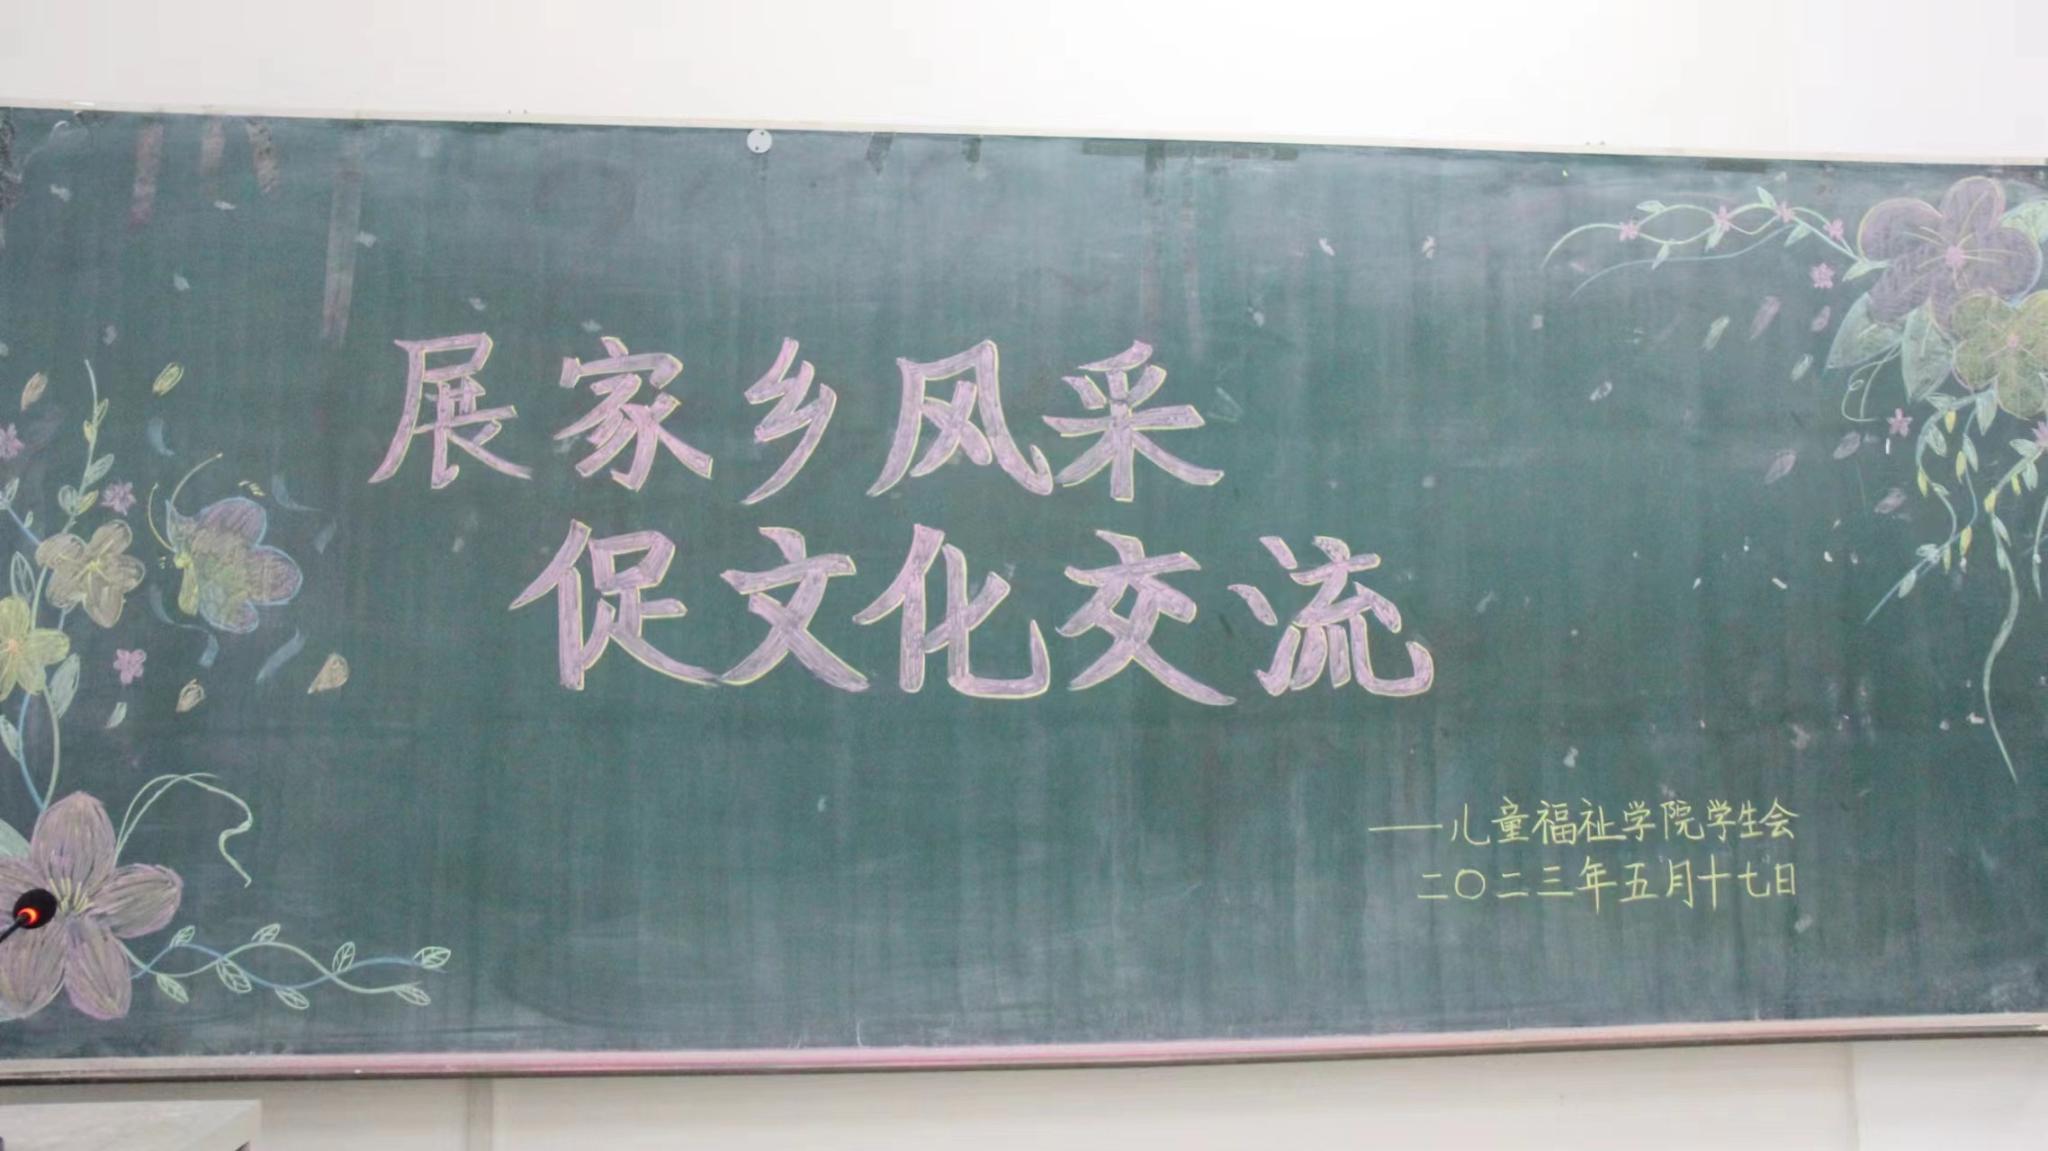 展家乡风采
促文化交流
——儿童福祉学院学生会
二〇二三年五月十七日